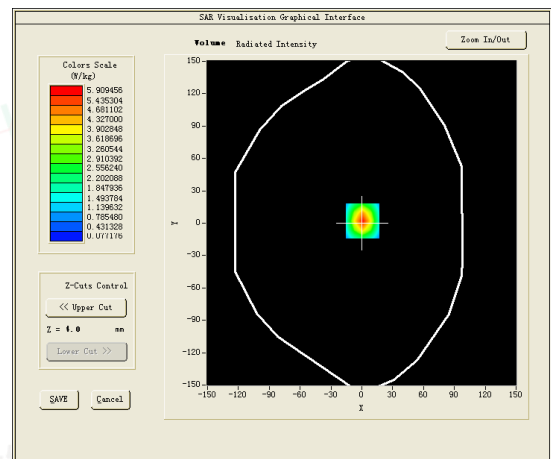 SAR Visualisation Graphical Interface
Volume Radiated Intensity
Zoom In/Out
Colors Scale
(W/kg)
5.909456
5.435304
4.681102
4.327000
3.902848
3.618696
3.260544
2.910392
2.556240
2.202088
1.847936
1.493784
1.139632
0.785480
0.431328
0.077176
150
120
90
60
30
0
-30
-60
-90
-120
-150
Y
-150 -120 -90 -60 -30 0 30 60 90 120 150
X
Z-Cuts Control
<< Upper Cut
Z = 4.0 mm
Lower Cut >>
SAVE Cancel